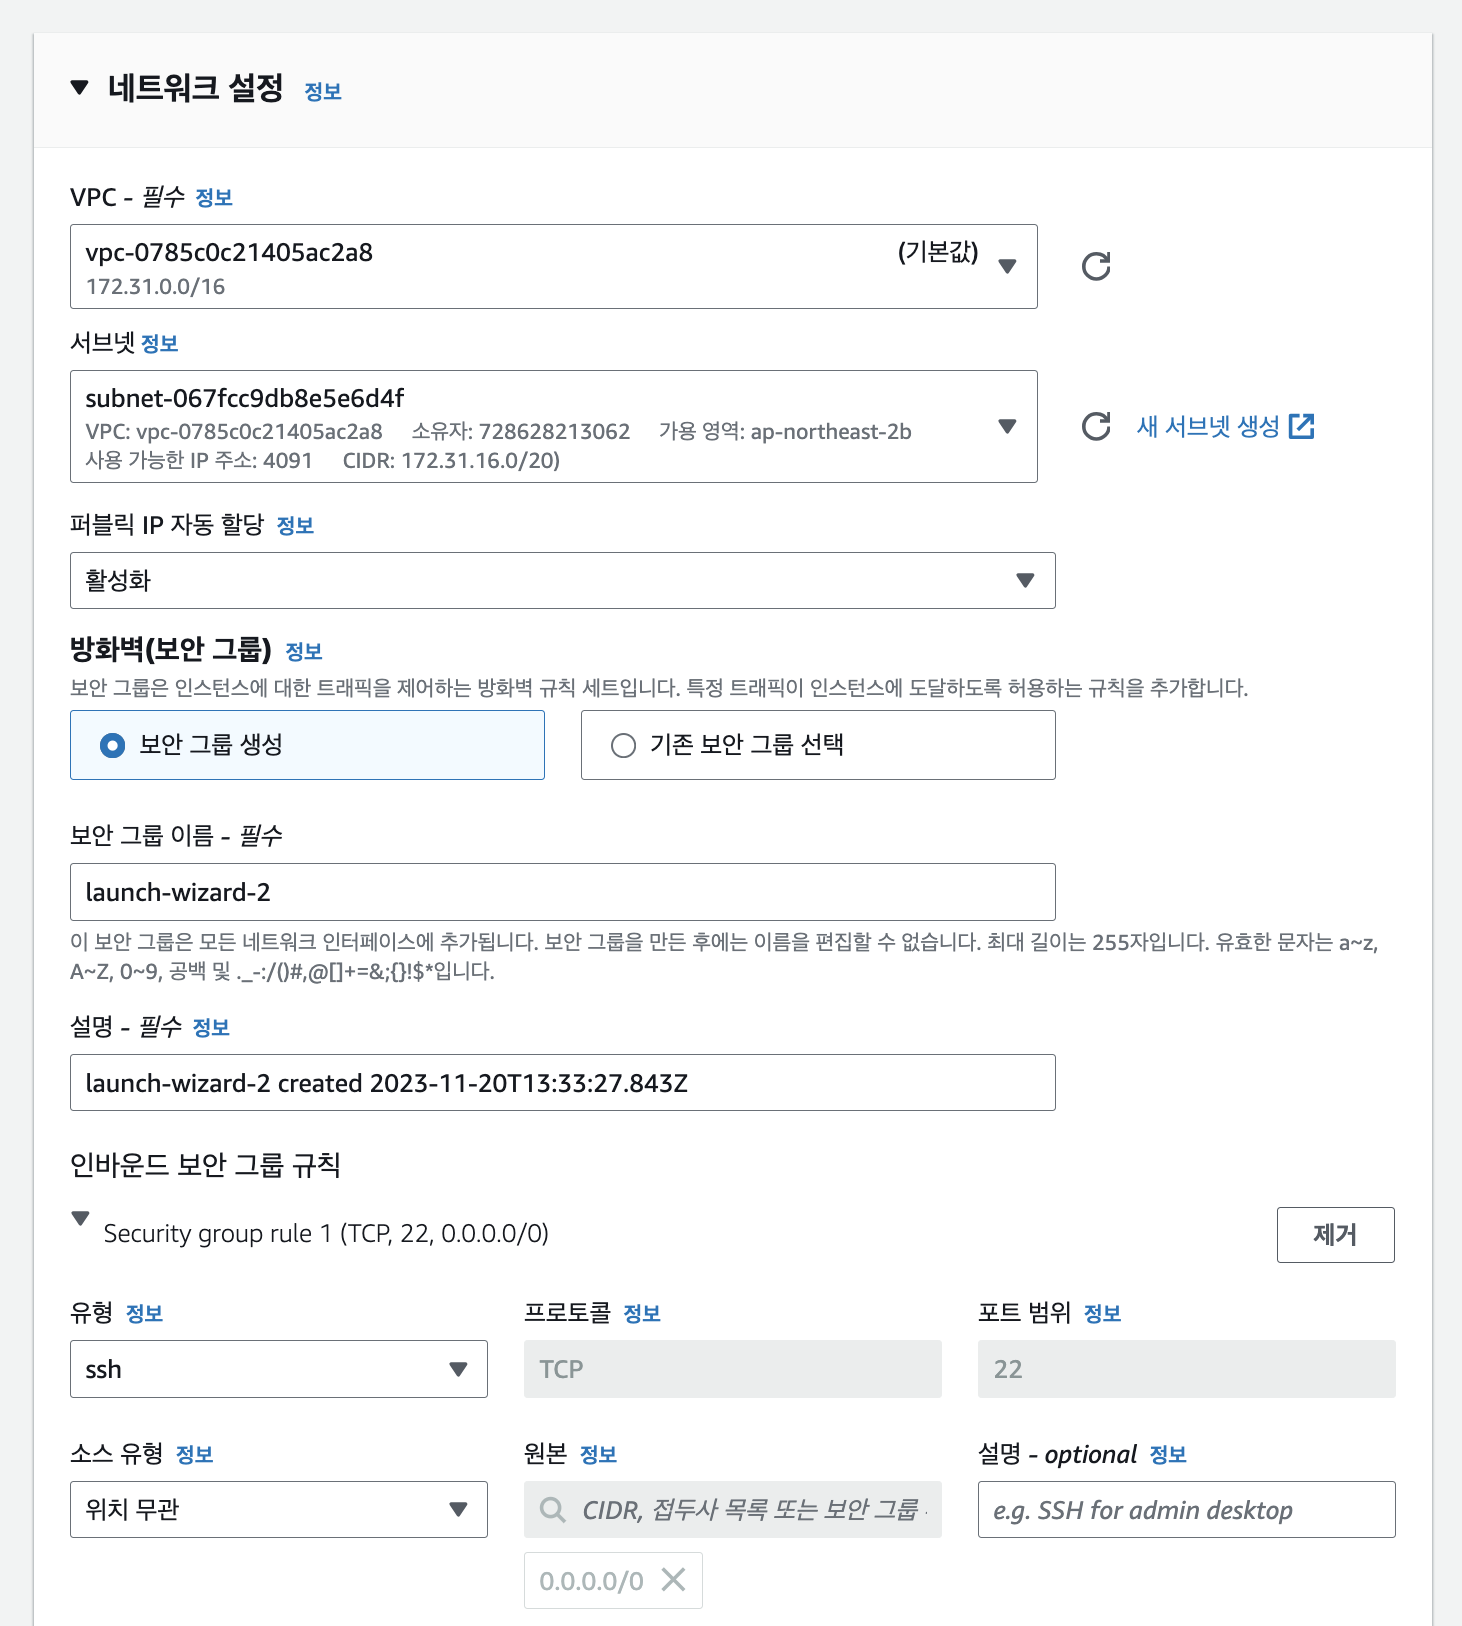 네트워크 설정 정보
VPC - 필수 정보
vpc-0785c0c21405ac2a8 (기본값)
172.31.0.0/16
서브넷 정보
subnet-067fcc9db8e5e6d4f
VPC: vpc-0785c0c21405ac2a8 소유자: 728628213062 가용 영역: ap-northeast-2b
사용 가능한 IP 주소: 4091 CIDR: 172.31.16.0/20)
새 서브넷 생성
퍼블릭 IP 자동 할당 정보
활성화
방화벽(보안 그룹) 정보
보안 그룹은 인스턴스에 대한 트래픽을 제어하는 방화벽 규칙 세트입니다. 특정 트래픽이 인스턴스에 도달하도록 허용하는 규칙을 추가합니다.
보안 그룹 생성 기존 보안 그룹 선택
보안 그룹 이름 - 필수
launch-wizard-2
이 보안 그룹은 모든 네트워크 인터페이스에 추가됩니다. 보안 그룹을 만든 후에는 이름을 편집할 수 없습니다. 최대 길이는 255자입니다. 유효한 문자는 a~z,
A~Z, 0~9, 공백 및 ._-:/()#,@[]+=&;{}!$*입니다.
설명 - 필수 정보
launch-wizard-2 created 2023-11-20T13:33:27.843Z
인바운드 보안 그룹 규칙
Security group rule 1 (TCP, 22, 0.0.0.0/0) 제거
유형 정보 프로토콜 정보 포트 범위 정보
ssh TCP 22
소스 유형 정보 원본 정보 설명 - optional 정보
위치 무관 CIDR, 접두사 목록 또는 보안 그룹 e.g. SSH for admin desktop
0.0.0.0/0